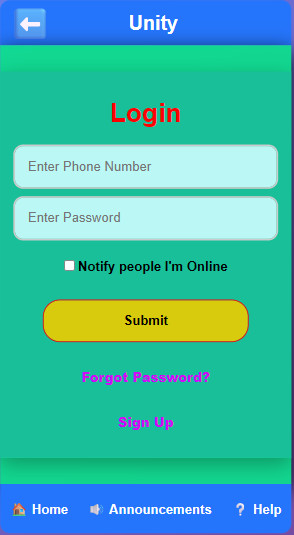 Unity
Login
Enter Phone Number
Enter Password
Notify people I'm Online
Submit
Forgot Password?
Sign Up
Home Announcements Help